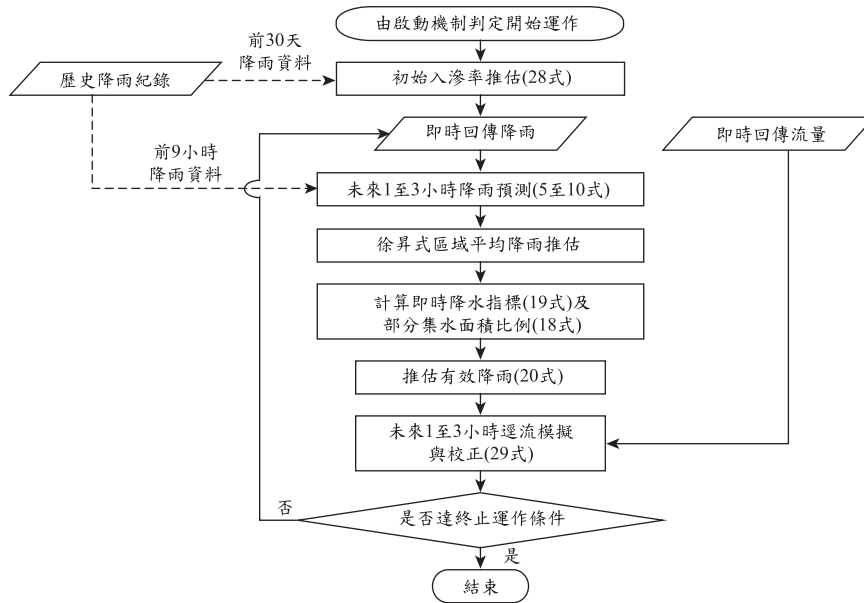 由啟動機制判定開始運作
前30天
降雨資料
歷史降雨紀錄
初始入滲率推估(28式)
即時回傳降雨
即時回傳流量
前9小時
降雨資料
未來1至3小時降雨預測(5至10式)
徐昇式區域平均降雨推估
計算即時降水指標(19式)及
部分集水面積比例(18式)
推估有效降雨(20式)
未來1至3小時逕流模擬
與校正(29式)
否
是否達終止運作條件
是
結束